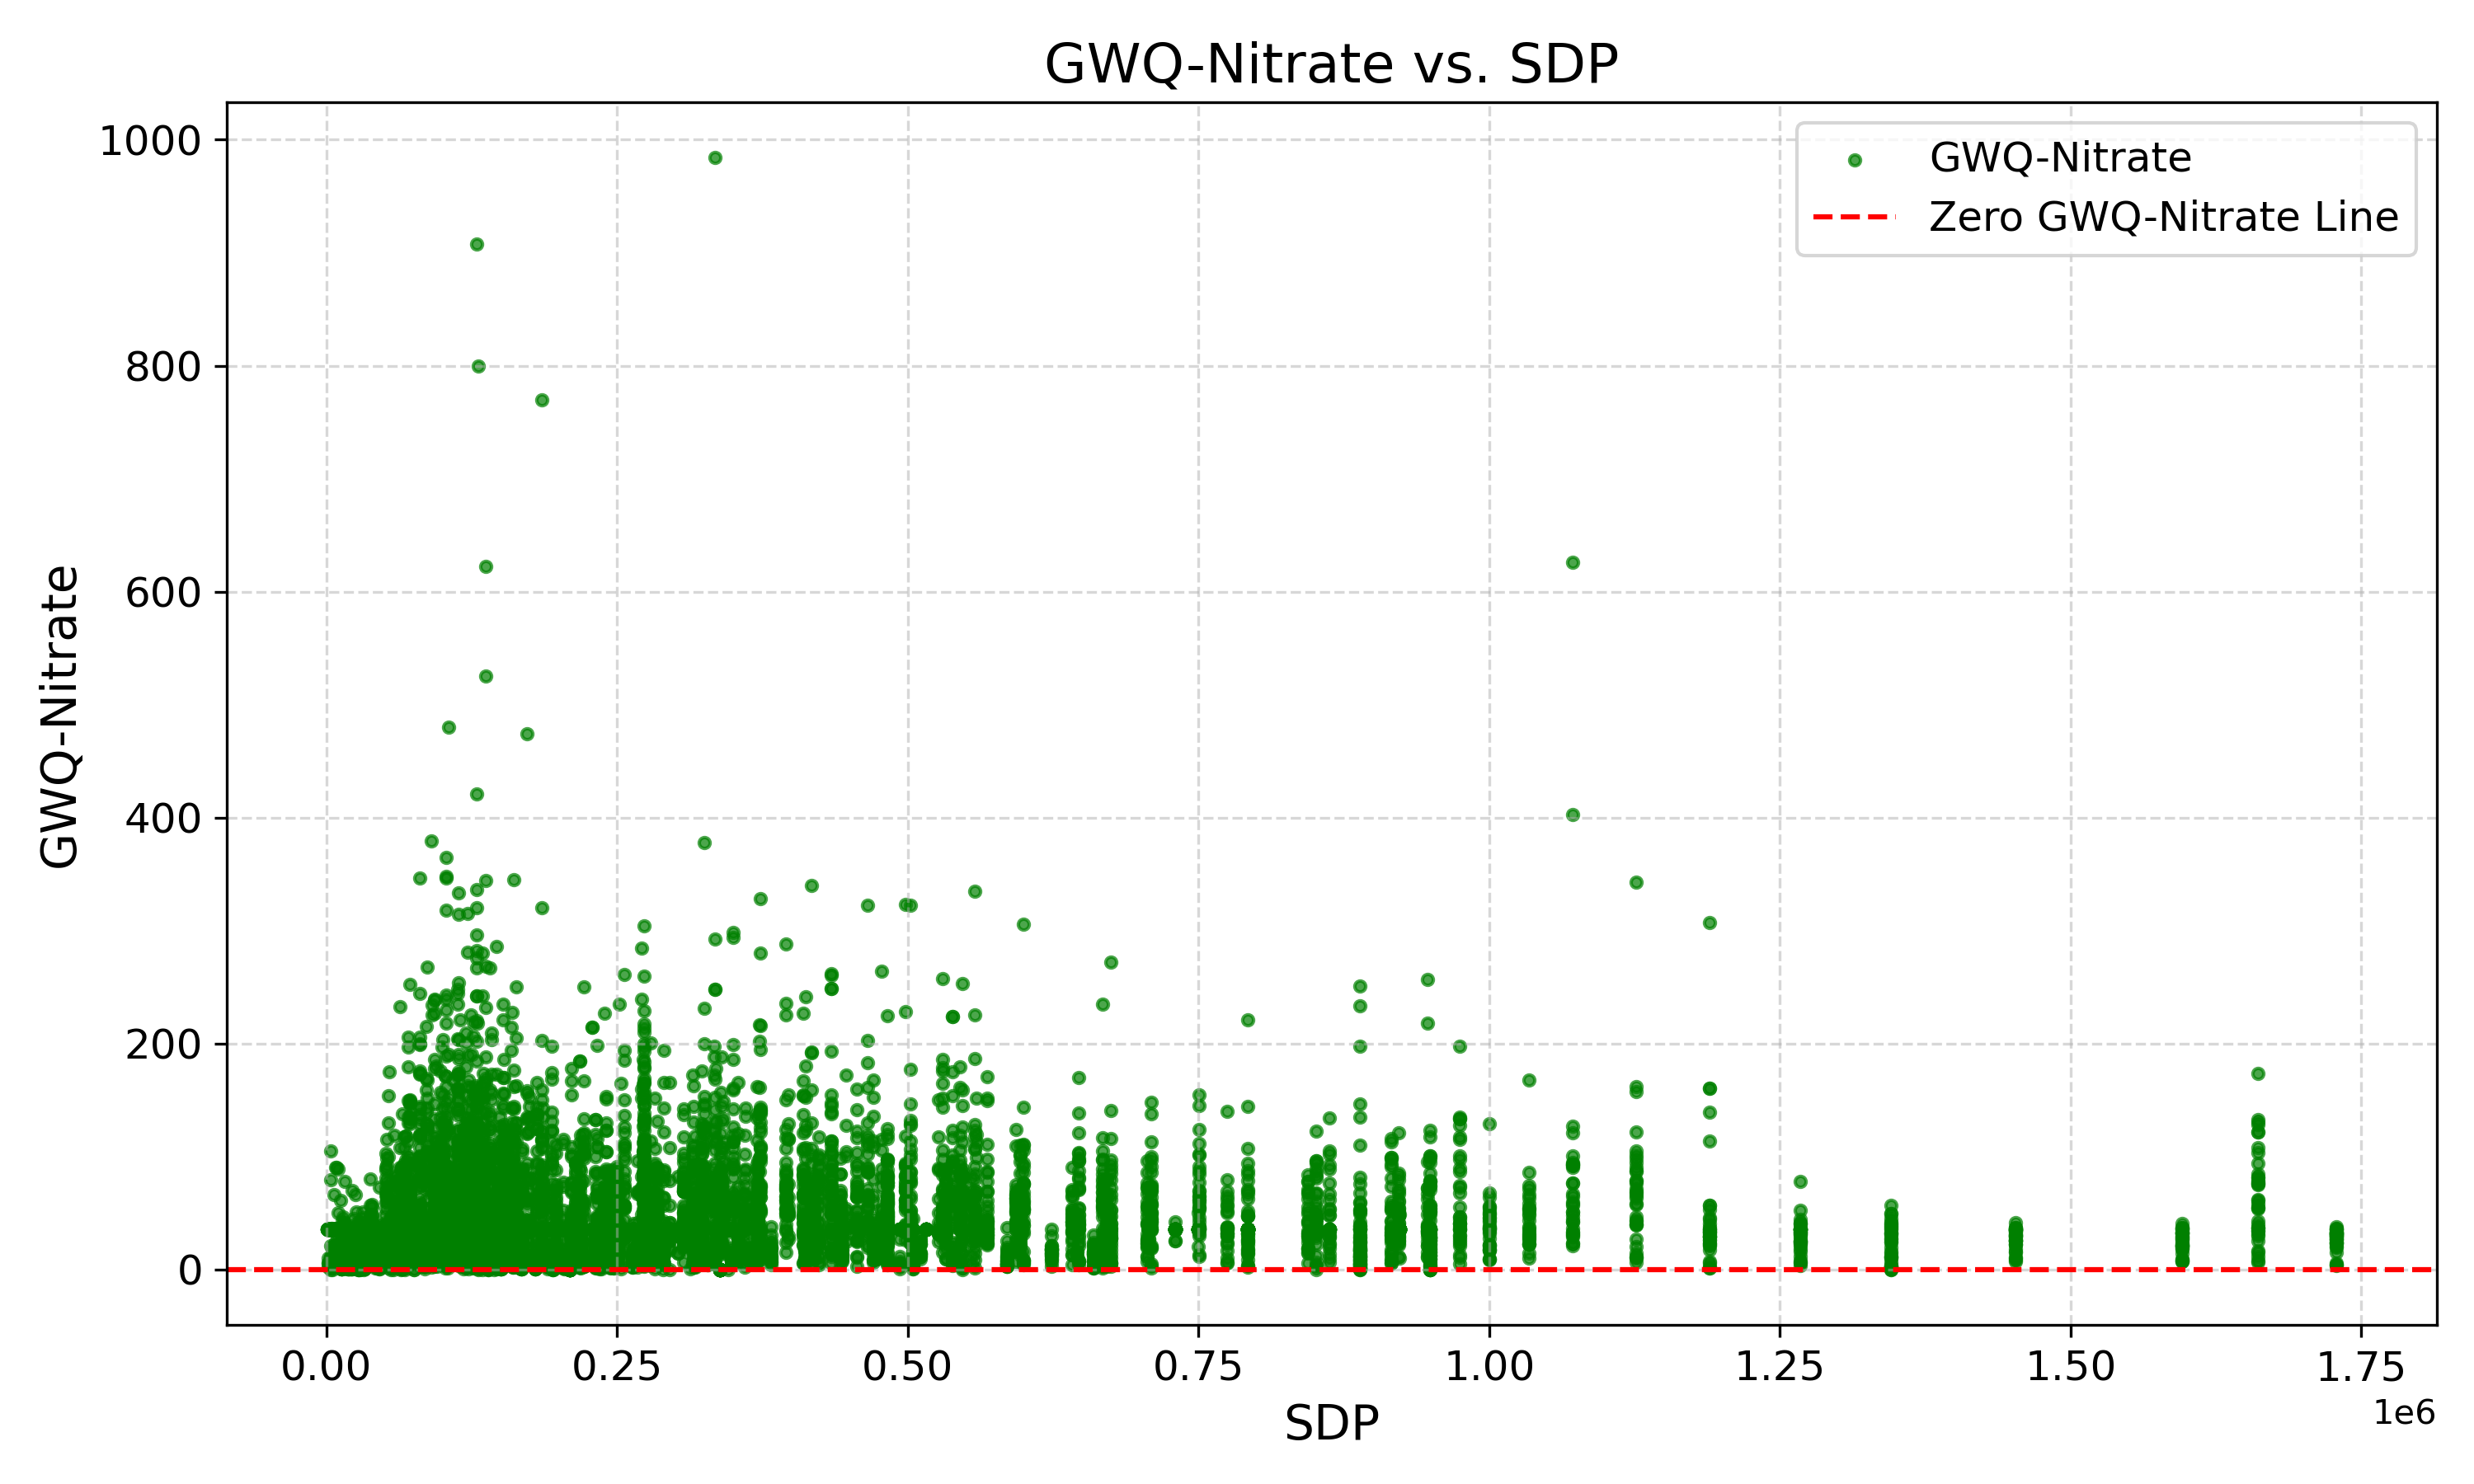 GWQ-Nitrate vs. SDP
GWQ-Nitrate
Zero GWQ-Nitrate Line
GWQ-Nitrate
1000
800
600
400
200
0
0.00 0.25 0.50 0.75 1.00 1.25 1.50 1.75
1e6
SDP